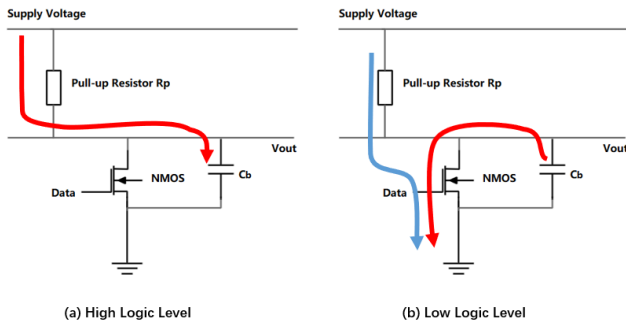 Supply Voltage
Pull-up Resistor Rp
Vout
NMOS
Cb
Data
(a) High Logic Level
Supply Voltage
Pull-up Resistor Rp
Vout
NMOS
Cb
Data
(b) Low Logic Level